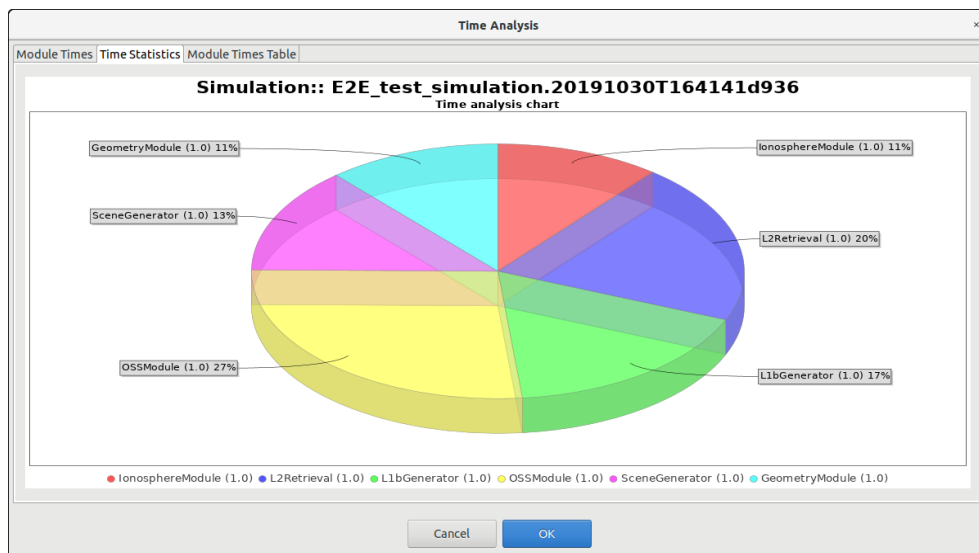 Time Analysis ×
Module Times Time Statistics Module Times Table
Simulation:: E2E_test_simulation.20191030T164141d936
Time analysis chart
GeometryModule (1.0) 11%
IonosphereModule (1.0) 11%
SceneGenerator (1.0) 13%
L2Retrieval (1.0) 20%
OSSModule (1.0) 27%
L1bGenerator (1.0) 17%
IonosphereModule (1.0) L2Retrieval (1.0) L1bGenerator (1.0) OSSModule (1.0) SceneGenerator (1.0) GeometryModule (1.0)
Cancel OK